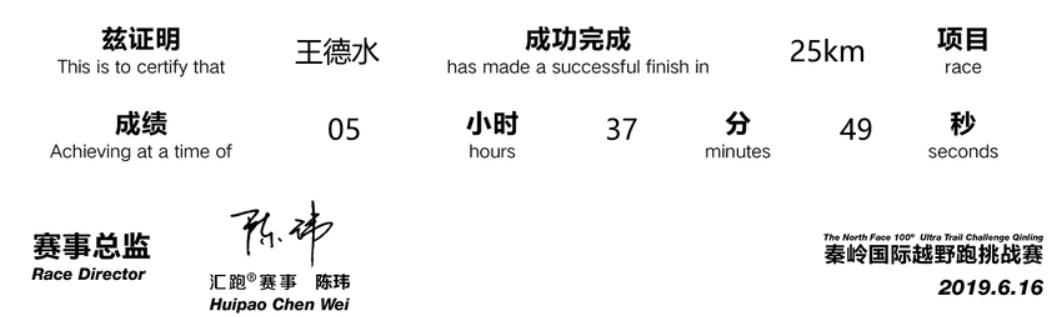 兹证明 王德水 成功完成 25km 项目
This is to certify that has made a successful finish in race
成绩 05 小时 37 分 49 秒
Achieving at a time of hours minutes seconds
陈玮
赛事总监
Race Director
汇跑®赛事 陈玮
Huipao Chen Wei
The North Face 100® Ultra Trail Challenge Qinling
秦岭国际越野跑挑战赛
2019.6.16